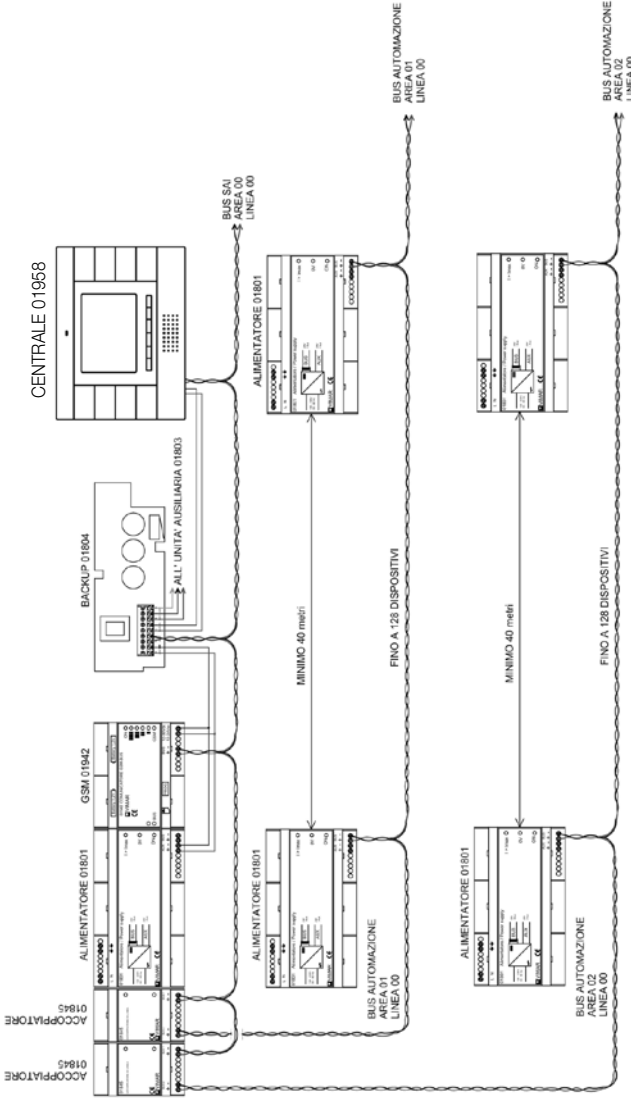 CENTRALE 01958
BACKUP 01804
ALL' UNITA' AUSILIARIA 01803
GSM 01942
ALIMENTATORE 01801
ACCOPPIATORE
01845
ACCOPPIATORE
01845
BUS SAI
AREA 00
LINEA 00
ALIMENTATORE 01801
MINIMO 40 metri
ALIMENTATORE 01801
FINO A 128 DISPOSITIVI
BUS AUTOMAZIONE
AREA 01
LINEA 00
BUS AUTOMAZIONE
AREA 01
LINEA 00
ALIMENTATORE 01801
MINIMO 40 metri
FINO A 128 DISPOSITIVI
BUS AUTOMAZIONE
AREA 02
LINEA 00
BUS AUTOMAZIONE
AREA 02
LINEA 00